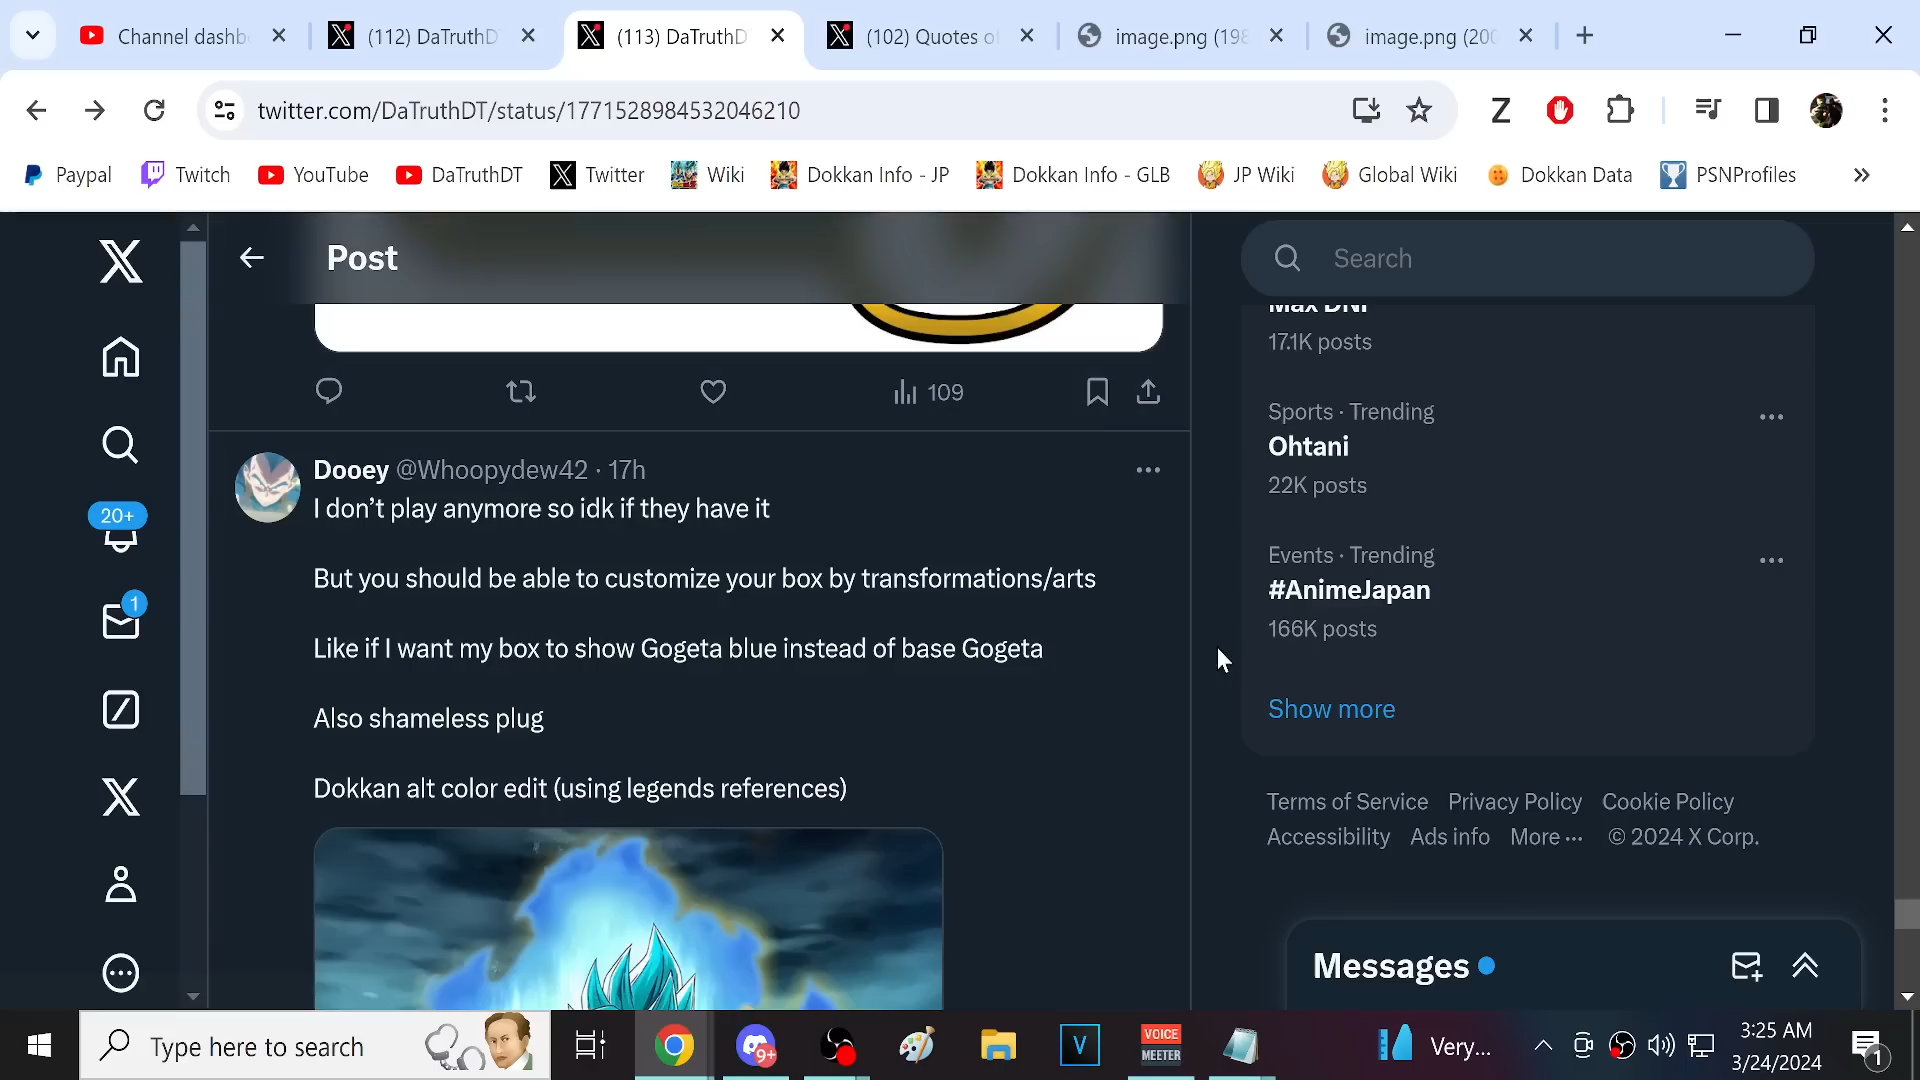 Channel dashb
(112) DaTruthD
(113) DaTruthD
(102) Quotes o
image.png (198
image.png (200
twitter.com/DaTruthDT/status/1771528984532046210
Z
Paypal
Twitch
YouTube
DaTruthDT
Twitter
Wiki
Dokkan Info - JP
Dokkan Info - GLB
JP Wiki
Global Wiki
Dokkan Data
PSNProfiles
Post
Search
Max DNI
17.1K posts
109
Sports · Trending
Ohtani
22K posts
Dooey @Whoopydew42 · 17h
I don’t play anymore so idk if they have it
But you should be able to customize your box by transformations/arts
Like if I want my box to show Gogeta blue instead of base Gogeta
Also shameless plug
Dokkan alt color edit (using legends references)
20+
1
Events · Trending
#AnimeJapan
166K posts
Show more
Terms of Service Privacy Policy Cookie Policy
Accessibility Ads info More ··· © 2024 X Corp.
Messages
Type here to search
9+
V
VOICE
MEETER
Very...
3:25 AM
3/24/2024
1